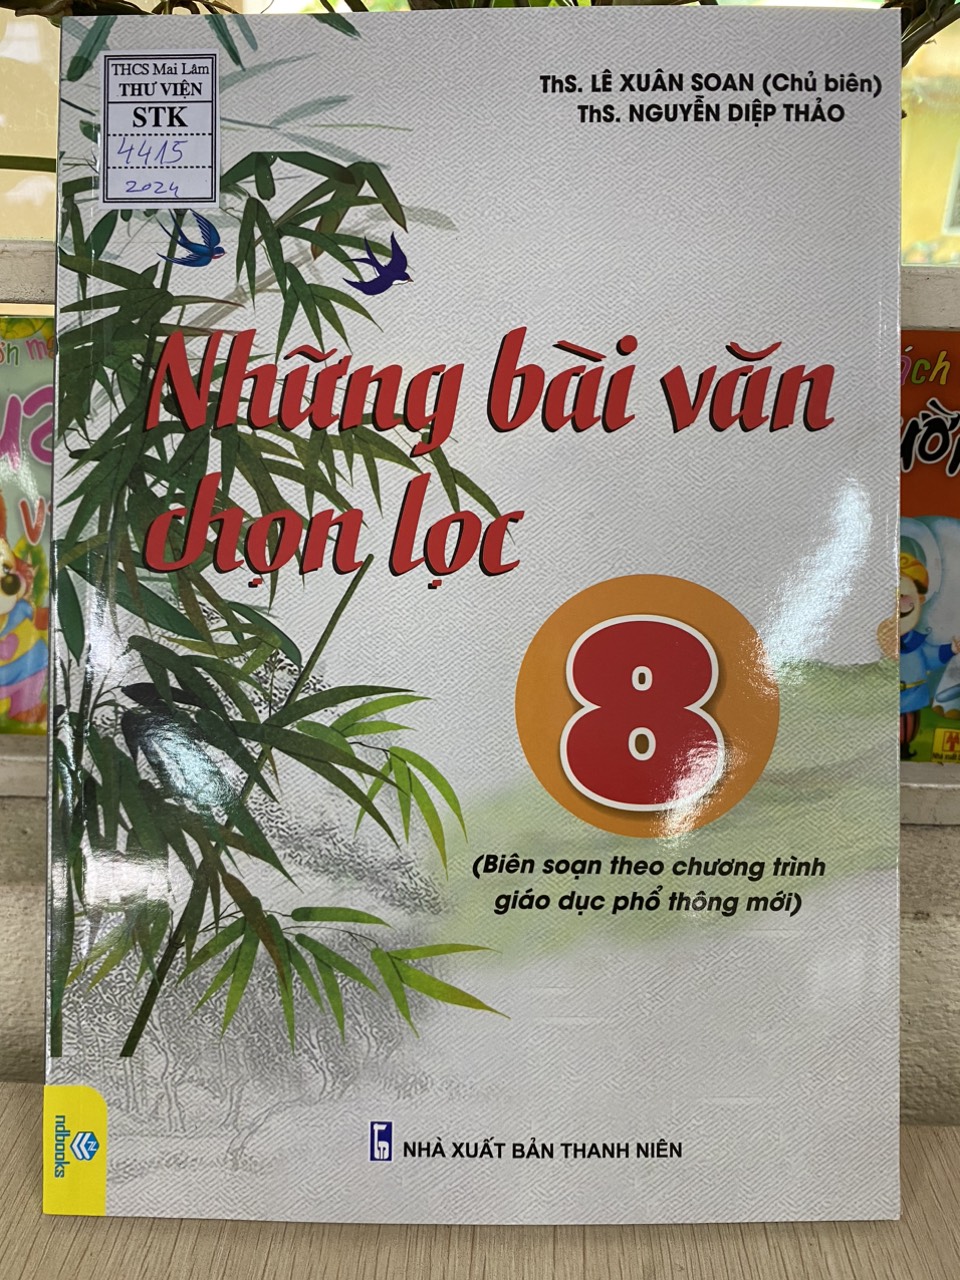 THCS Mai Lâm
THƯ VIỆN
STK
4415
2024
ThS. LÊ XUÂN SOAN (Chủ biên)
ThS. NGUYỄN DIỆP THẢO
Những bài văn
chọn lọc
8
(Biên soạn theo chương trình
giáo dục phổ thông mới)
ndbooks
NHÀ XUẤT BẢN THANH NIÊN